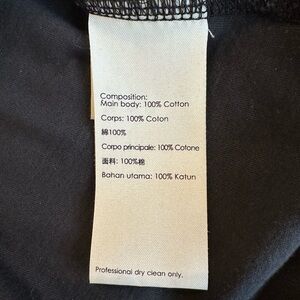 Composition:
Main body: 100% Cotton
Corps: 100% Coton
綿100%
Corpo principale: 100% Cotone
面料: 100%棉
Bahan utama: 100% Katun
Professional dry clean only.